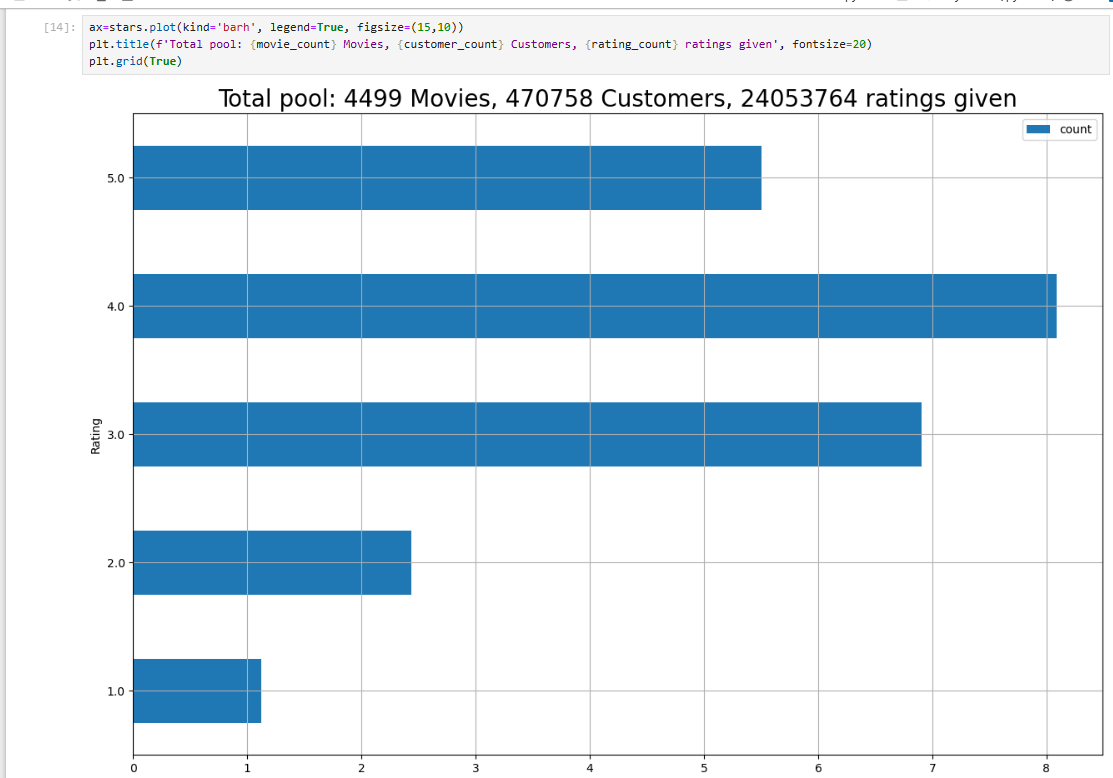 [14]: ax=stars.plot(kind='barh', legend=True, figsize=(15,10))
plt.title(f'Total pool: {movie_count} Movies, {customer_count} Customers, {rating_count} ratings given', fontsize=20)
plt.grid(True)
Total pool: 4499 Movies, 470758 Customers, 24053764 ratings given
count
5.0
4.0
Rating
3.0
2.0
1.0
0 1 2 3 4 5 6 7 8